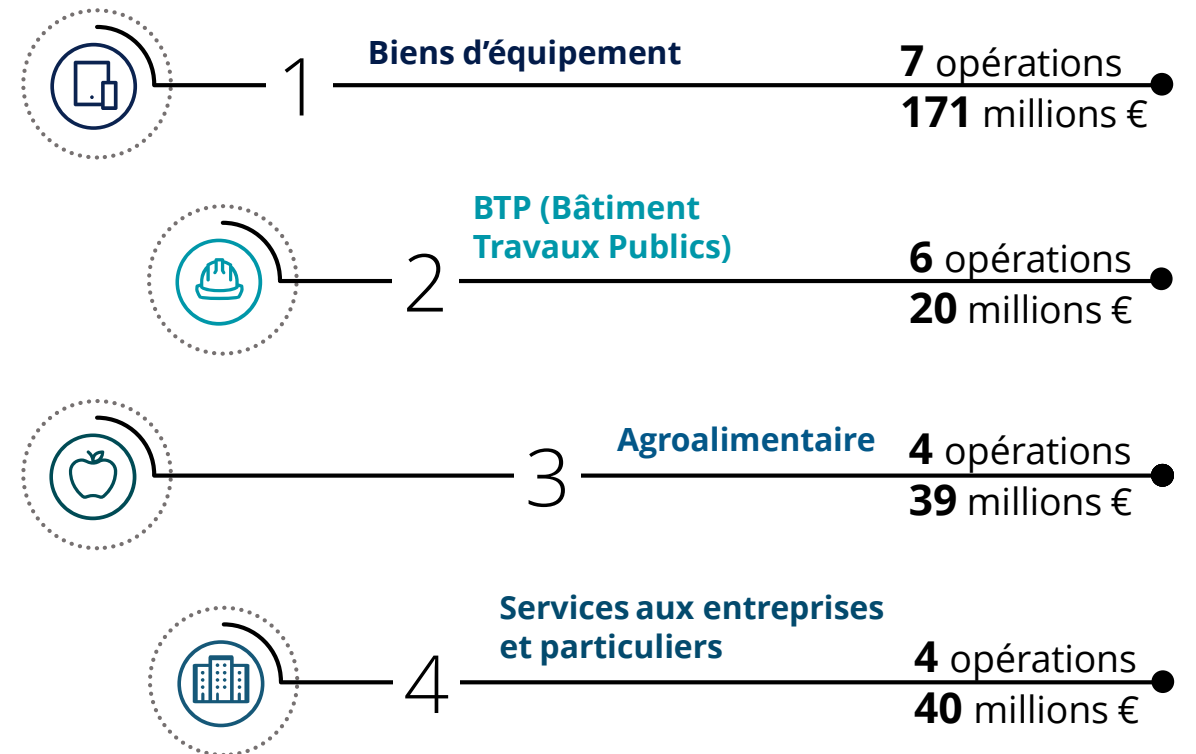 1
Biens d’équipement
7 opérations
171 millions €
2
BTP (Bâtiment
Travaux Publics)
6 opérations
20 millions €
3
Agroalimentaire
4 opérations
39 millions €
4
Services aux entreprises
et particuliers
4 opérations
40 millions €